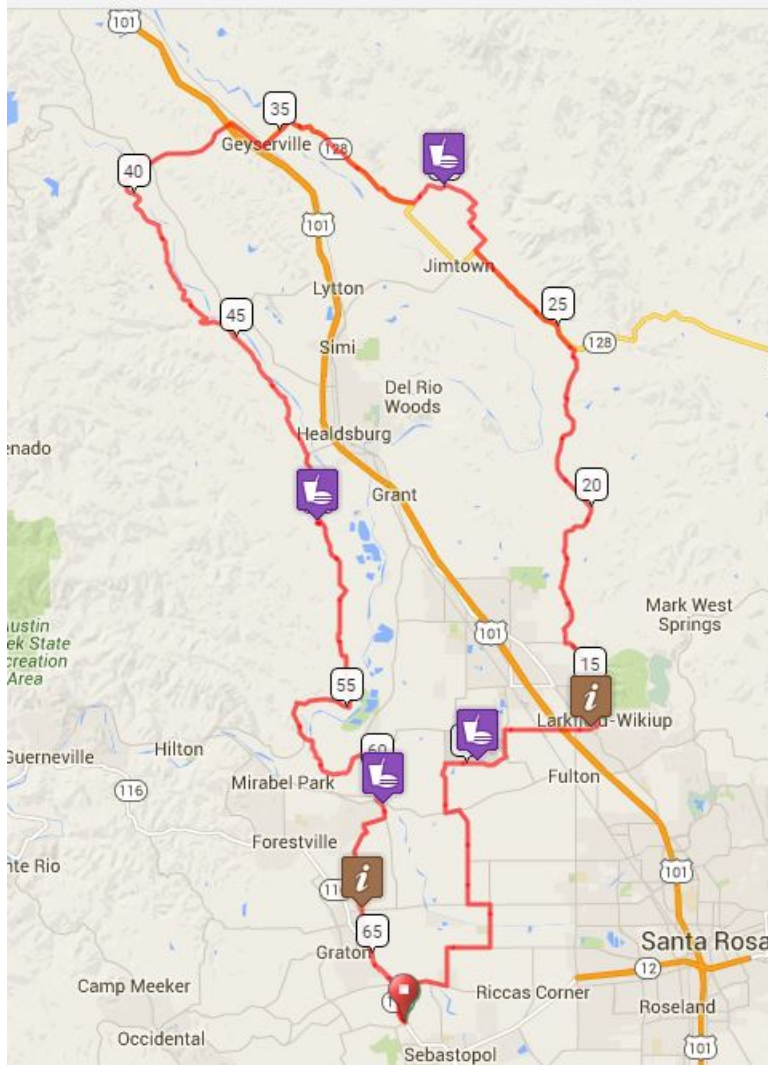 101
35
Geyserville
128
40
101
Jimtown
Lytton
25
45
128
Simi
Del Rio
Woods
enado
Healdsburg
Grant
20
Mark West
Springs
101
Austin
ek State
creation
Area
15
i
55
Larkfield-Wikiup
Guerneville
Hilton
60
Mirabel Park
Fulton
116
Forestville
nte Rio
101
i
65
Graton
Santa Rosa
12
Camp Meeker
Riccas Corner
Roseland
Occidental
101
Sebastopol